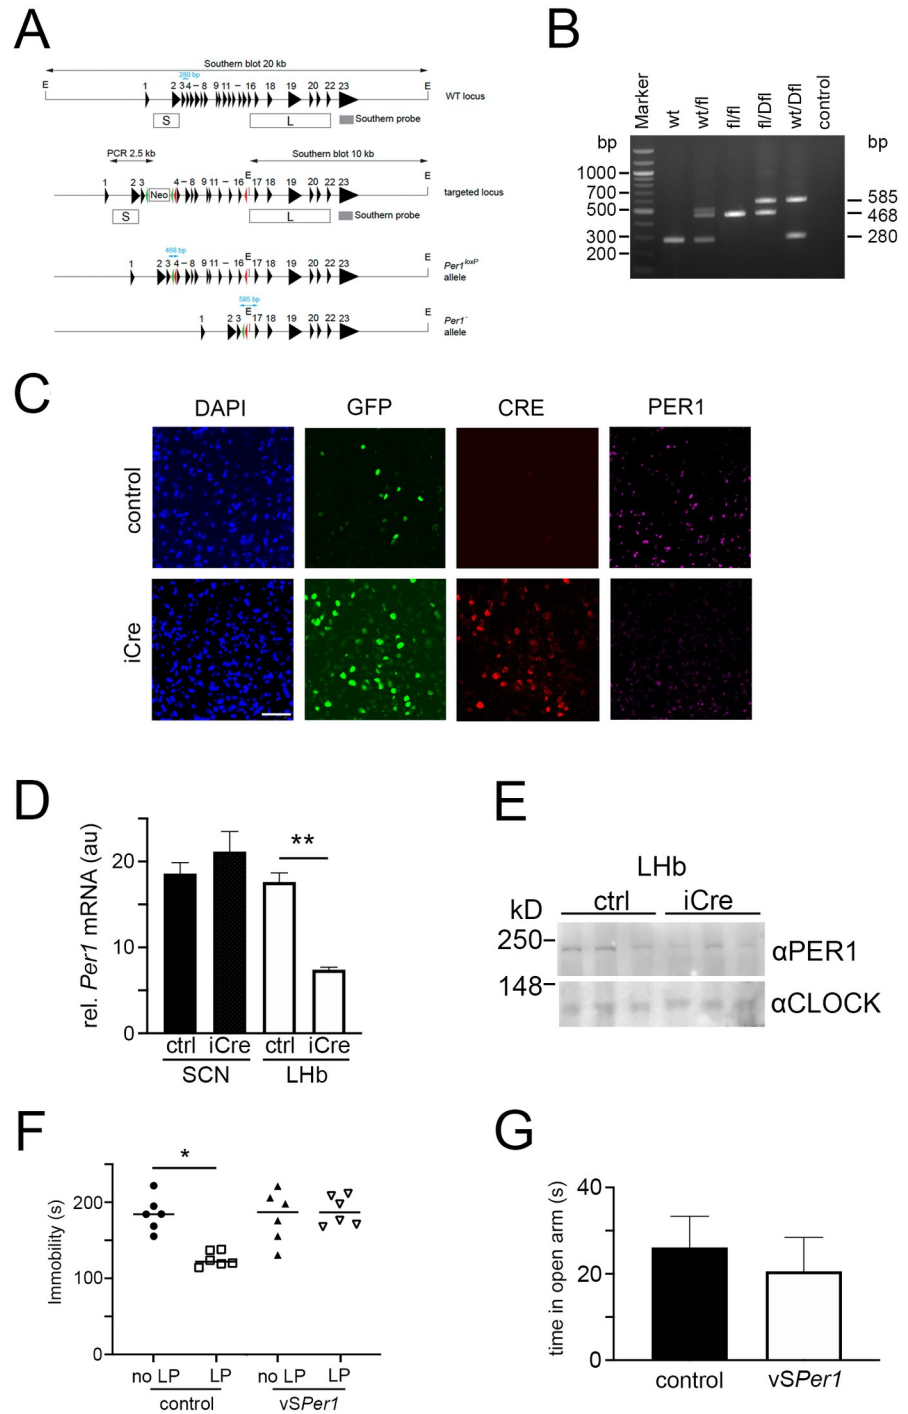 A
Southern blot 20 kb
E
280 bp
E
1 2 3 4 – 8 9 11 – 16 17 18 19 20 22 23
WT locus
S
L
Southern probe
PCR 2.5 kb
Southern blot 10 kb
E
E
1 2 3 4 – 8 9 11 – 16 17 18 19 20 22 23
Neo
targeted locus
S
L
Southern probe
468 bp
E
E
1 2 3 4 – 8 9 11 – 16 17 18 19 20 22 23
Per1loxP
allele
585 bp
E
E
1 2 3 17 18 19 20 22 23
Per1-
allele
B
Marker
wt
wt/fl
fl/fl
fl/Dfl
wt/Dfl
control
bp
bp
1000
700
500
300
200
585
468
280
C
DAPI GFP CRE PER1
control
iCre
D
rel. Per1 mRNA (au)
20
10
0
**
ctrl iCre ctrl iCre
SCN LHb
E
LHb
kD ctrl iCre
250
αPER1
148
αCLOCK
F
Immobility (s)
200
100
0
*
no LP LP no LP LP
control vSPer1
G
time in open arm (s)
40
20
0
control vSPer1